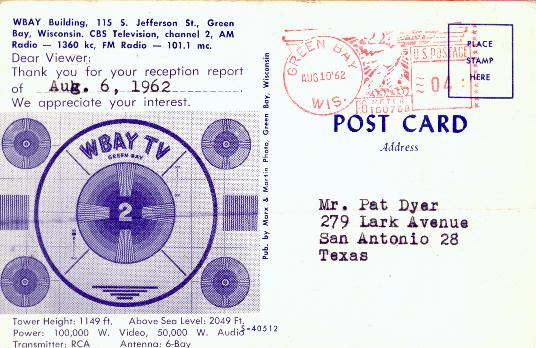 WBAY Building, 115 S. Jefferson St., Green
Bay, Wisconsin. CBS Television, channel 2, AM
Radio — 1360 kc, FM Radio — 101.1 mc.
Dear Viewer:
Thank you for your reception report
of Aug. 6, 1962
We appreciate your interest.
WBAY TV
GREEN BAY
2
Tower Height: 1149 ft. Above Sea Level: 2049 Ft.
Power: 100,000 W. Video, 50,000 W. Audio
Transmitter: RCA Antenna: 6-Bay
S-40512
Pub. by Marx & Martin Photo, Green Bay, Wisconsin
GREEN BAY
AUG 10 '62
WIS.
U.S. POSTAGE
04
METER
PLACE
STAMP
HERE
POST CARD
Address
Mr. Pat Dyer
279 Lark Avenue
San Antonio 28
Texas